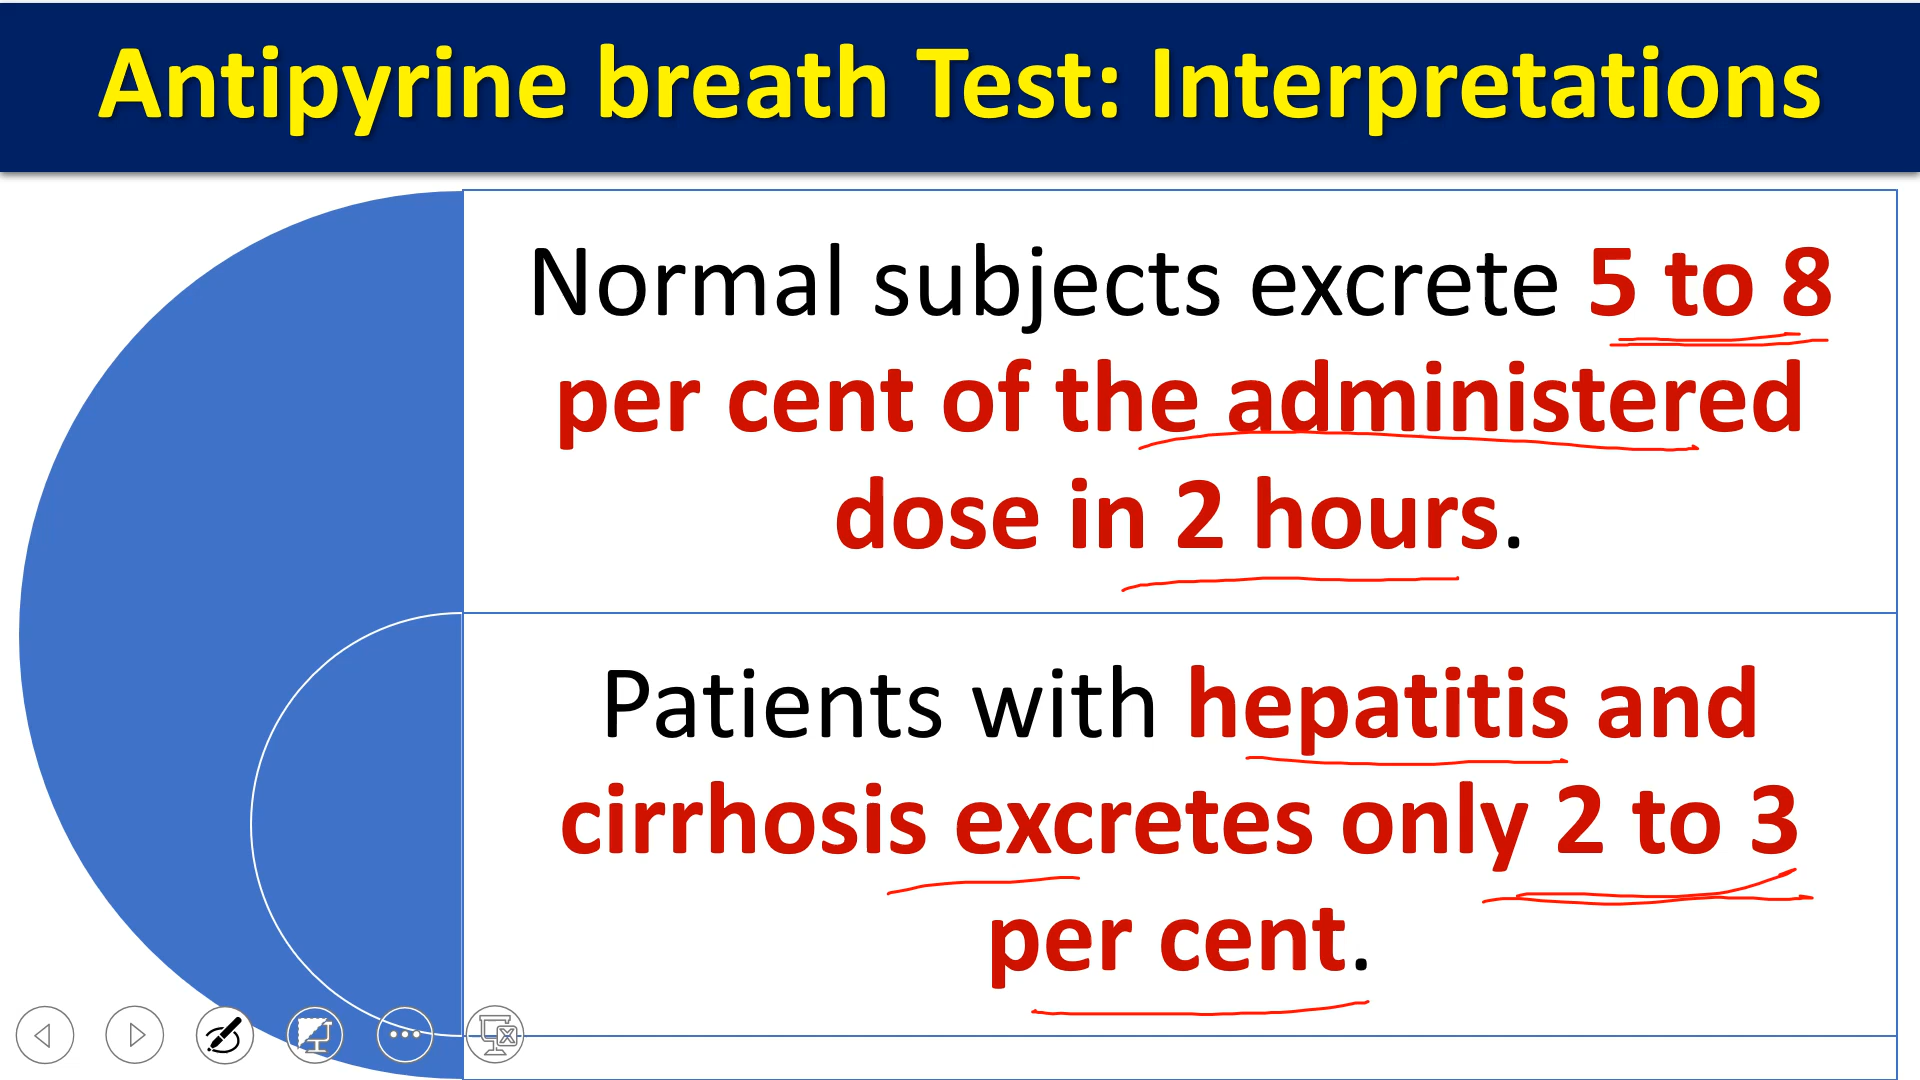 Antipyrine breath Test: Interpretations
Normal subjects excrete 5 to 8
per cent of the administered
dose in 2 hours.
Patients with hepatitis and
cirrhosis excretes only 2 to 3
per cent.